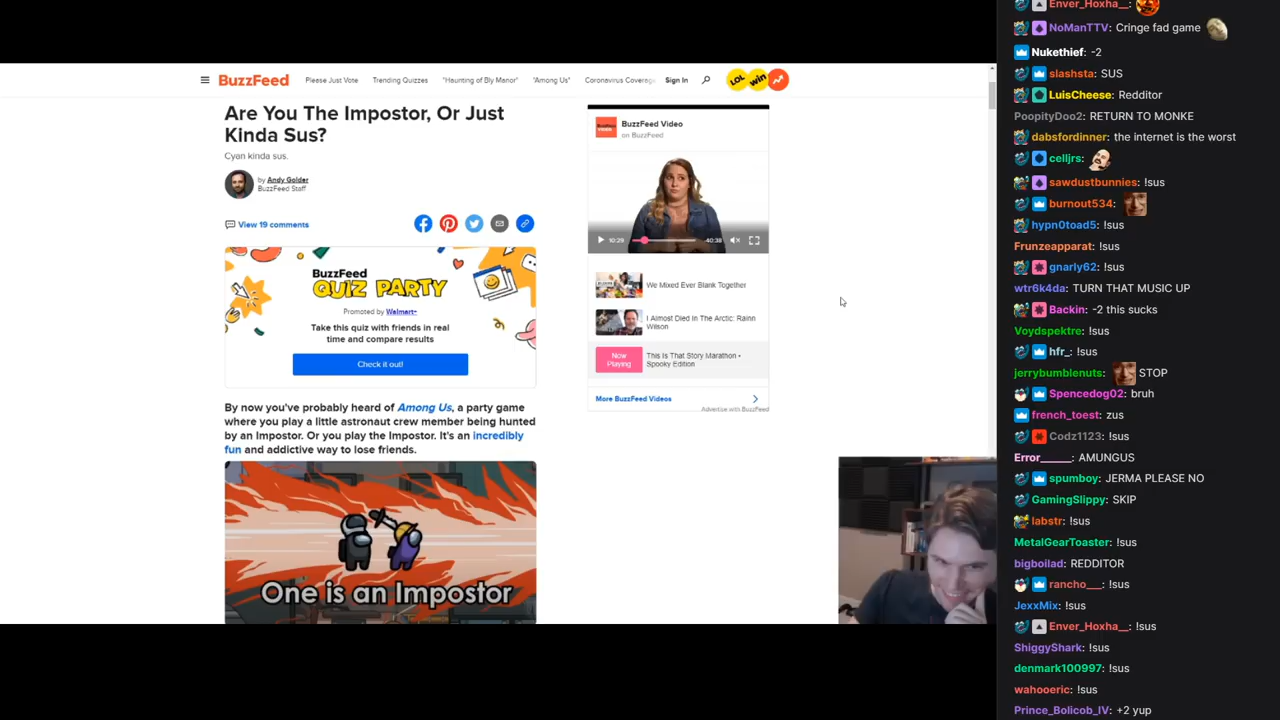 BuzzFeed
Please Just Vote
Trending Quizzes
"Haunting of Bly Manor"
"Among Us"
Coronavirus Coverage
Sign In
LOL
win
Are You The Impostor, Or Just
Kinda Sus?
Cyan kinda sus.
by Andy Golder
BuzzFeed Staff
View 19 comments
BuzzFeed
QUIZ PARTY
Promoted by Walmart+
Take this quiz with friends in real
time and compare results
Check it out!
By now you've probably heard of Among Us, a party game
where you play a little astronaut crew member being hunted
by an Impostor. Or you play the Impostor. It's an incredibly
fun and addictive way to lose friends.
One is an Impostor
BuzzFeed Video
on BuzzFeed
10:29
-40:38
We Mixed Ever Blank Together
I Almost Died In The Arctic: Rainn
Wilson
Now
Playing
This Is That Story Marathon •
Spooky Edition
More BuzzFeed Videos
Advertise with BuzzFeed
Enver_Hoxha__:
NoManTTV: Cringe fad game
Nukethief: -2
slashsta: SUS
LuisCheese: Redditor
PoopityDoo2: RETURN TO MONKE
dabsfordinner: the internet is the worst
celljrs:
sawdustbunnies: !sus
burnout534:
hypn0toad5: !sus
Frunzeapparat: !sus
gnarly62: !sus
wtr6k4da: TURN THAT MUSIC UP
Backin: -2 this sucks
Voydspektre: !sus
hfr_: !sus
jerrybumblenuts: STOP
Spencedog02: bruh
french_toest: zus
Codz1123: !sus
Error______: AMUNGUS
spumboy: JERMA PLEASE NO
GamingSlippy: SKIP
labstr: !sus
MetalGearToaster: !sus
bigboilad: REDDITOR
rancho___: !sus
JexxMix: !sus
Enver_Hoxha__: !sus
ShiggyShark: !sus
denmark100997: !sus
wahooeric: !sus
Prince_Bolicob_IV: +2 yup